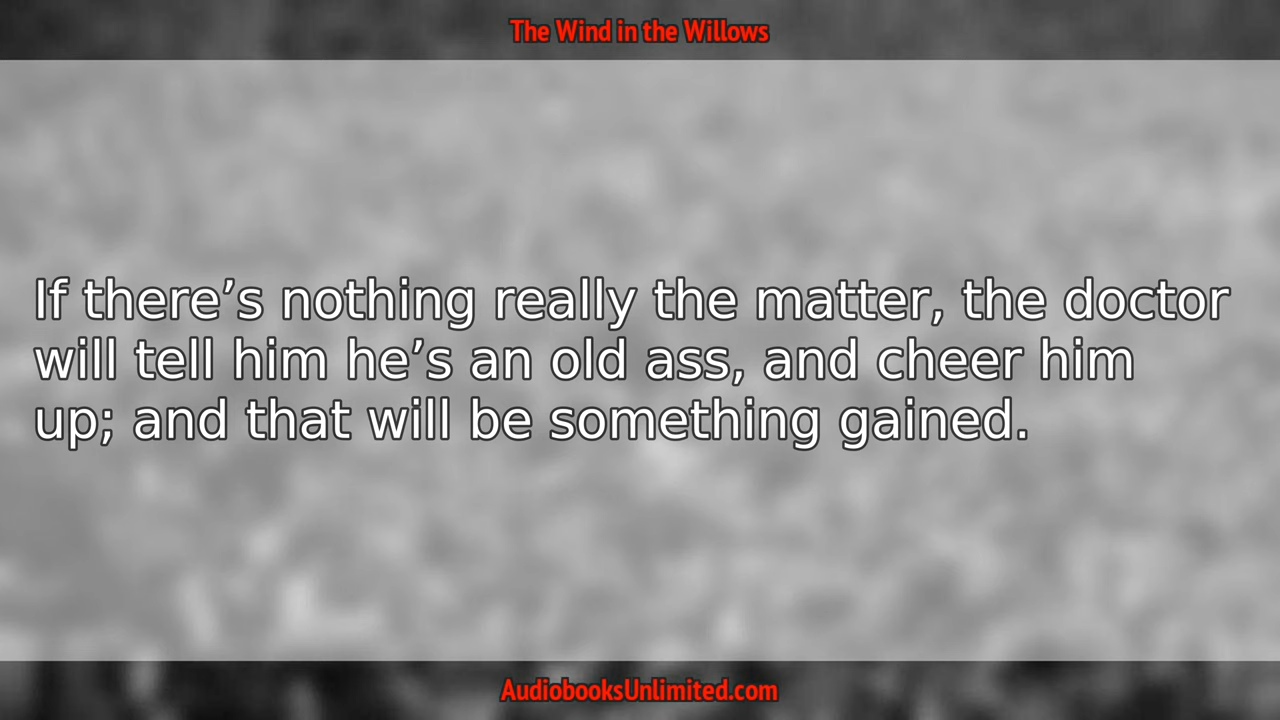 The Wind in the Willows
If there’s nothing really the matter, the doctor
will tell him he’s an old ass, and cheer him
up; and that will be something gained.
AudiobooksUnlimited.com